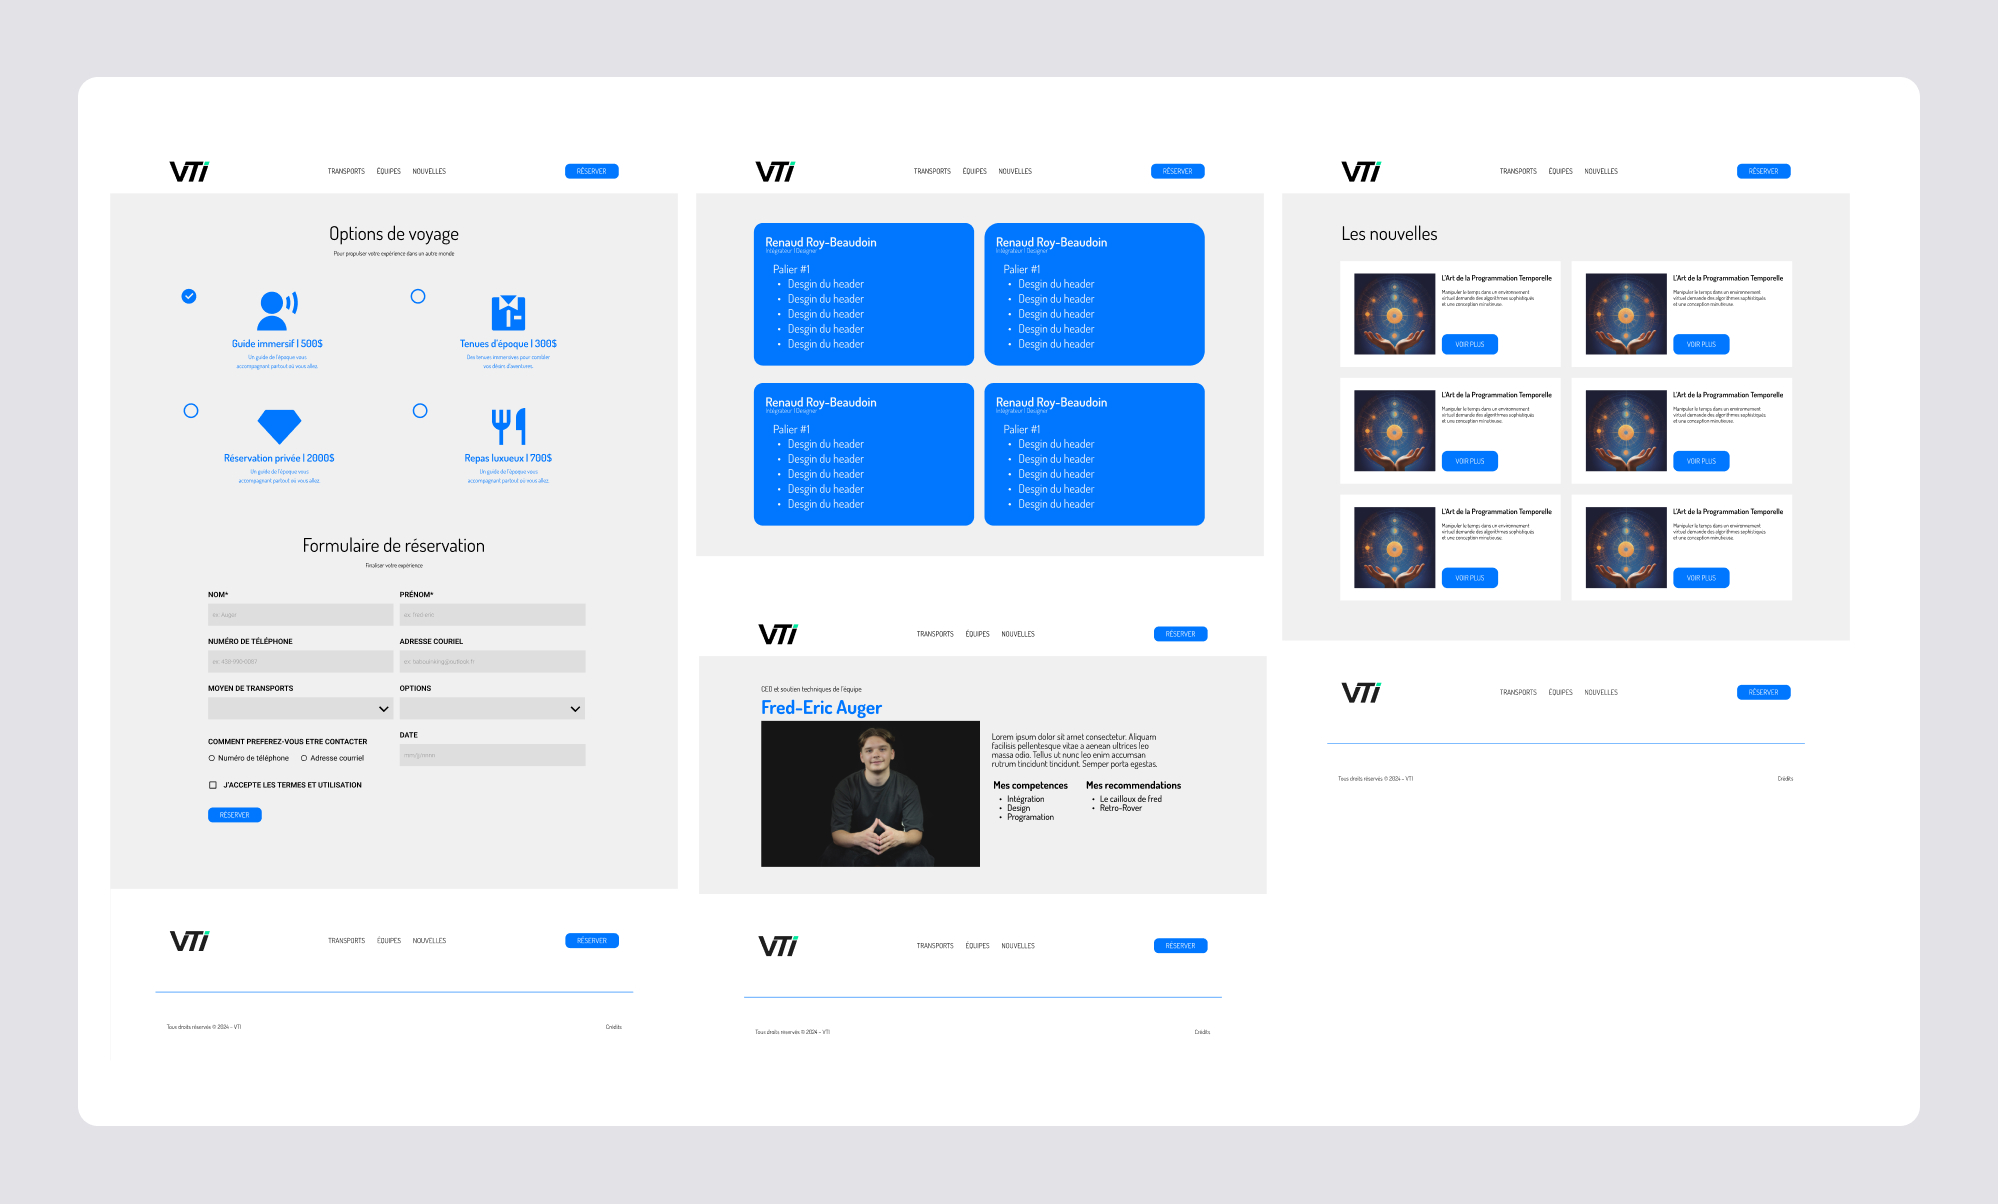 VTi
TRANSPORTS ÉQUIPES NOUVELLES
RÉSERVER
Options de voyage
Pour propulser votre expérience dans un autre monde
Guide immersif | 500$
Un guide de l'époque vous
accompagnant partout où vous allez.
Tenues d'époque | 300$
Des tenues immersives pour combler
vos désirs d'aventures.
Réservation privée | 2000$
Un guide de l'époque vous
accompagnant partout où vous allez.
Repas luxueux | 700$
Un guide de l'époque vous
accompagnant partout où vous allez.
Formulaire de réservation
Finaliser votre expérience
NOM*
PRÉNOM*
ex: Auger
ex: fred-eric
NUMÉRO DE TÉLÉPHONE
ADRESSE COURIEL
MOYEN DE TRANSPORTS
OPTIONS
COMMENT PREFEREZ-VOUS ETRE CONTACTER
Numéro de téléphone
Adresse courriel
DATE
J'ACCEPTE LES TERMES ET UTILISATION
RÉSERVER
VTi
TRANSPORTS ÉQUIPES NOUVELLES
RÉSERVER
Tous droits réservés © 2024 - VTI
Crédits
VTi
TRANSPORTS ÉQUIPES NOUVELLES
RÉSERVER
Renaud Roy-Beaudoin
Intégrateur | Designer
Palier #1
• Desgin du header
• Desgin du header
• Desgin du header
• Desgin du header
• Desgin du header
Renaud Roy-Beaudoin
Intégrateur | Designer
Palier #1
• Desgin du header
• Desgin du header
• Desgin du header
• Desgin du header
• Desgin du header
Renaud Roy-Beaudoin
Intégrateur | Designer
Palier #1
• Desgin du header
• Desgin du header
• Desgin du header
• Desgin du header
• Desgin du header
Renaud Roy-Beaudoin
Intégrateur | Designer
Palier #1
• Desgin du header
• Desgin du header
• Desgin du header
• Desgin du header
• Desgin du header
VTi
TRANSPORTS ÉQUIPES NOUVELLES
RÉSERVER
CEO et soutien techniques de l'équipe
Fred-Eric Auger
Lorem ipsum dolor sit amet consectetur. Aliquam
facilisis pellentesque vitae a aenean ultrices leo
massa odio. Tellus ut nunc leo enim accumsan
rutrum tincidunt tincidunt. Semper porta egestas.
Mes competences
• Intégration
• Design
• Programation
Mes recommendations
• Le cailloux de fred
• Retro-Rover
VTi
TRANSPORTS ÉQUIPES NOUVELLES
RÉSERVER
Tous droits réservés © 2024 - VTI
Crédits
VTi
TRANSPORTS ÉQUIPES NOUVELLES
RÉSERVER
Les nouvelles
L'Art de la Programmation Temporelle
Manipuler le temps dans un environnement
virtuel demande des algorithmes sophistiqués
et une conception minutieuse.
VOIR PLUS
L'Art de la Programmation Temporelle
Manipuler le temps dans un environnement
virtuel demande des algorithmes sophistiqués
et une conception minutieuse.
VOIR PLUS
L'Art de la Programmation Temporelle
Manipuler le temps dans un environnement
virtuel demande des algorithmes sophistiqués
et une conception minutieuse.
VOIR PLUS
L'Art de la Programmation Temporelle
Manipuler le temps dans un environnement
virtuel demande des algorithmes sophistiqués
et une conception minutieuse.
VOIR PLUS
L'Art de la Programmation Temporelle
Manipuler le temps dans un environnement
virtuel demande des algorithmes sophistiqués
et une conception minutieuse.
VOIR PLUS
L'Art de la Programmation Temporelle
Manipuler le temps dans un environnement
virtuel demande des algorithmes sophistiqués
et une conception minutieuse.
VOIR PLUS
VTi
TRANSPORTS ÉQUIPES NOUVELLES
RÉSERVER
Tous droits réservés © 2024 - VTI
Crédits